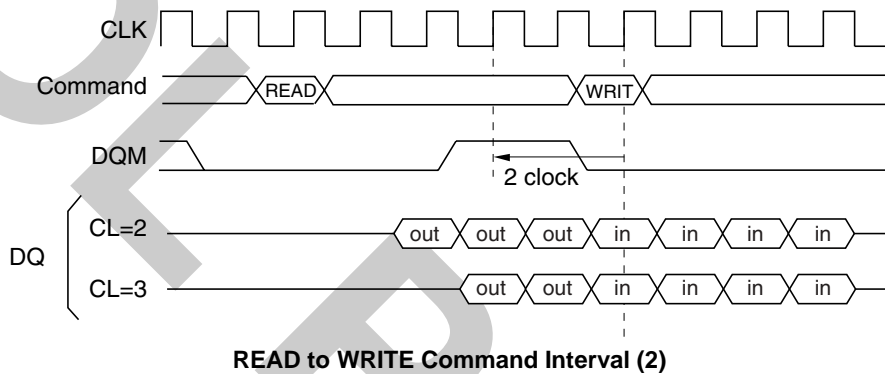 CLK
Command READ WRIT
DQM
2 clock
DQ
CL=2 out out out in in in in
CL=3 out out in in in in
READ to WRITE Command Interval (2)